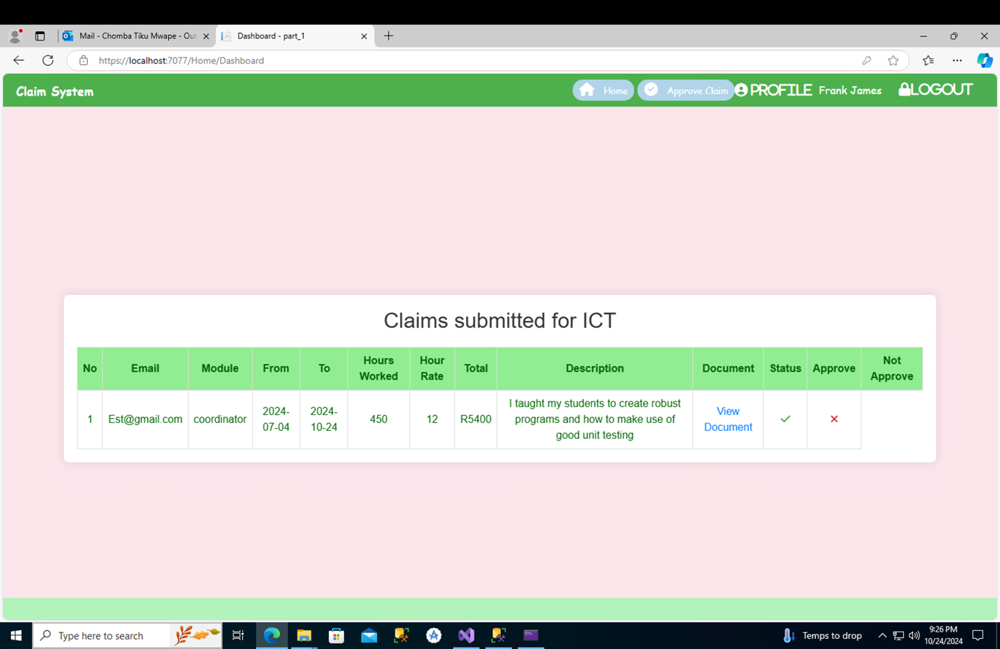 Mail - Chomba Tiku Mwape - Out
Dashboard - part_1
https://localhost:7077/Home/Dashboard
Claim System
Home
Approve Claim
PROFILE
Frank James
LOGOUT
Claims submitted for ICT
No Email Module From To Hours Worked Hour Rate Total Description Document Status Approve Not Approve
1 Est@gmail.com coordinator 2024-07-04 2024-10-24 450 12 R5400 I taught my students to create robust
programs and how to make use of
good unit testing
View
Document
Type here to search
Temps to drop
9:26 PM
10/24/2024